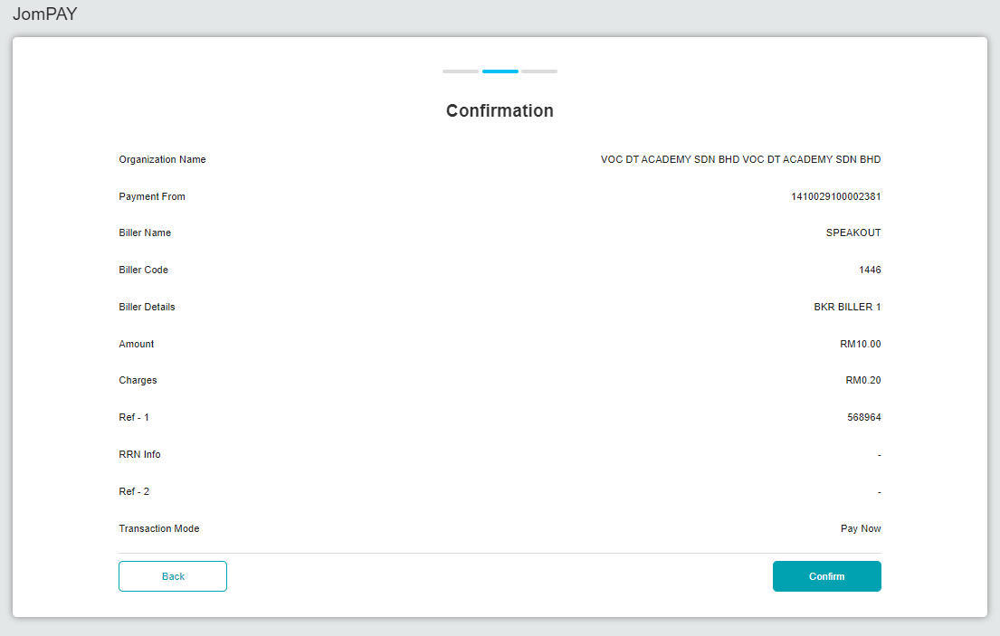 JomPAY
Confirmation
Organization Name VOC DT ACADEMY SDN BHD VOC DT ACADEMY SDN BHD
Payment From 1410029100002381
Biller Name SPEAKOUT
Biller Code 1446
Biller Details BKR BILLER 1
Amount RM10.00
Charges RM0.20
Ref - 1 568964
RRN Info -
Ref - 2 -
Transaction Mode Pay Now
Back Confirm